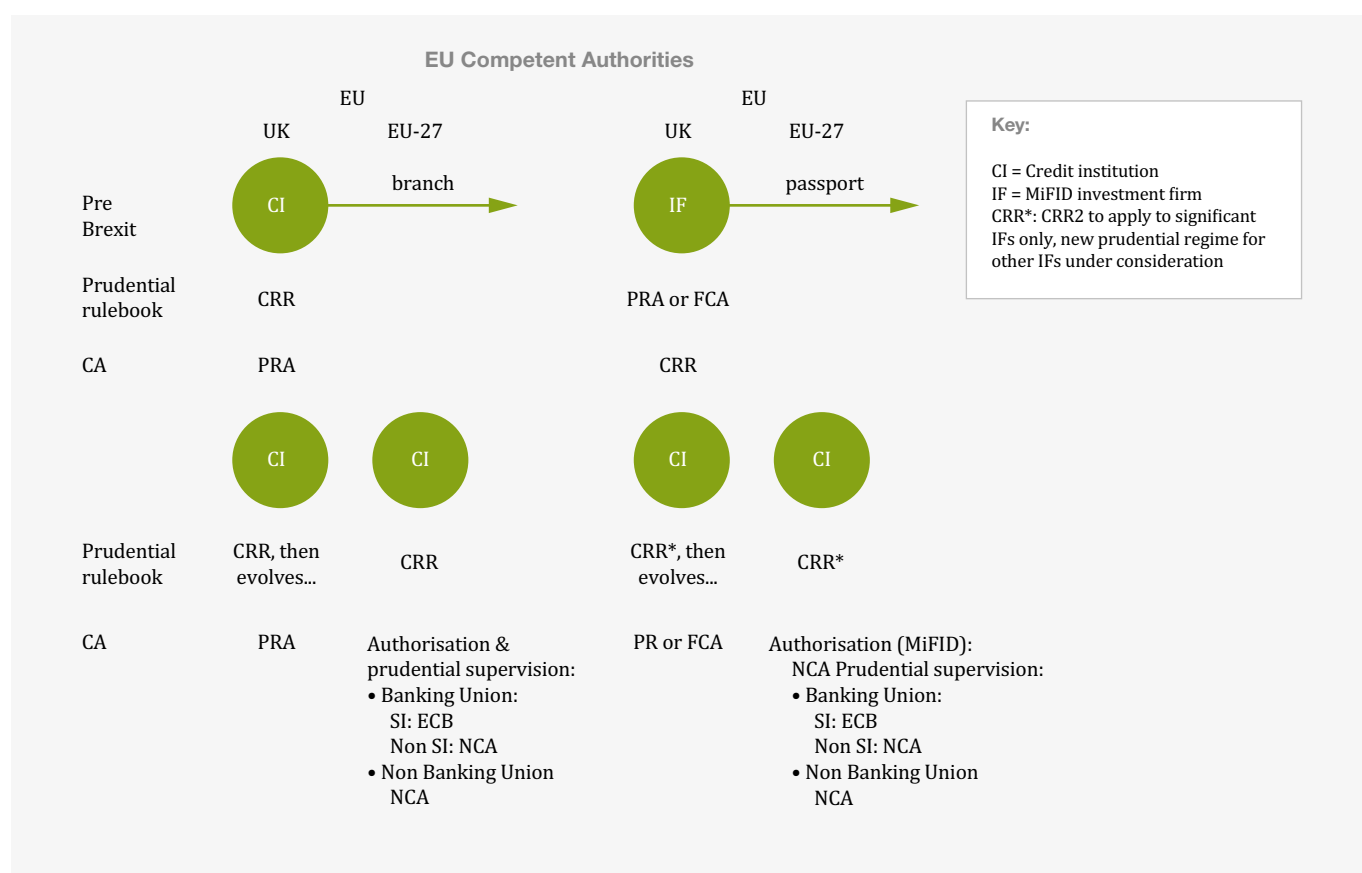 EU Competent Authorities
EU
EU
UK
EU-27
UK
EU-27
Key:
CI = Credit institution
IF = MiFID investment firm
CRR*: CRR2 to apply to significant
IFs only, new prudential regime for
other IFs under consideration
Pre
Brexit
CI
branch
IF
passport
Prudential
rulebook
CRR
PRA or FCA
CA
PRA
CRR
CI
CI
CI
CI
Prudential
rulebook
CRR, then
evolves...
CRR
CRR*, then
evolves...
CRR*
CA
PRA
Authorisation &
prudential supervision:
• Banking Union:
SI: ECB
Non SI: NCA
• Non Banking Union
NCA
PR or FCA
Authorisation (MiFID):
NCA Prudential supervision:
• Banking Union:
SI: ECB
Non SI: NCA
• Non Banking Union
NCA